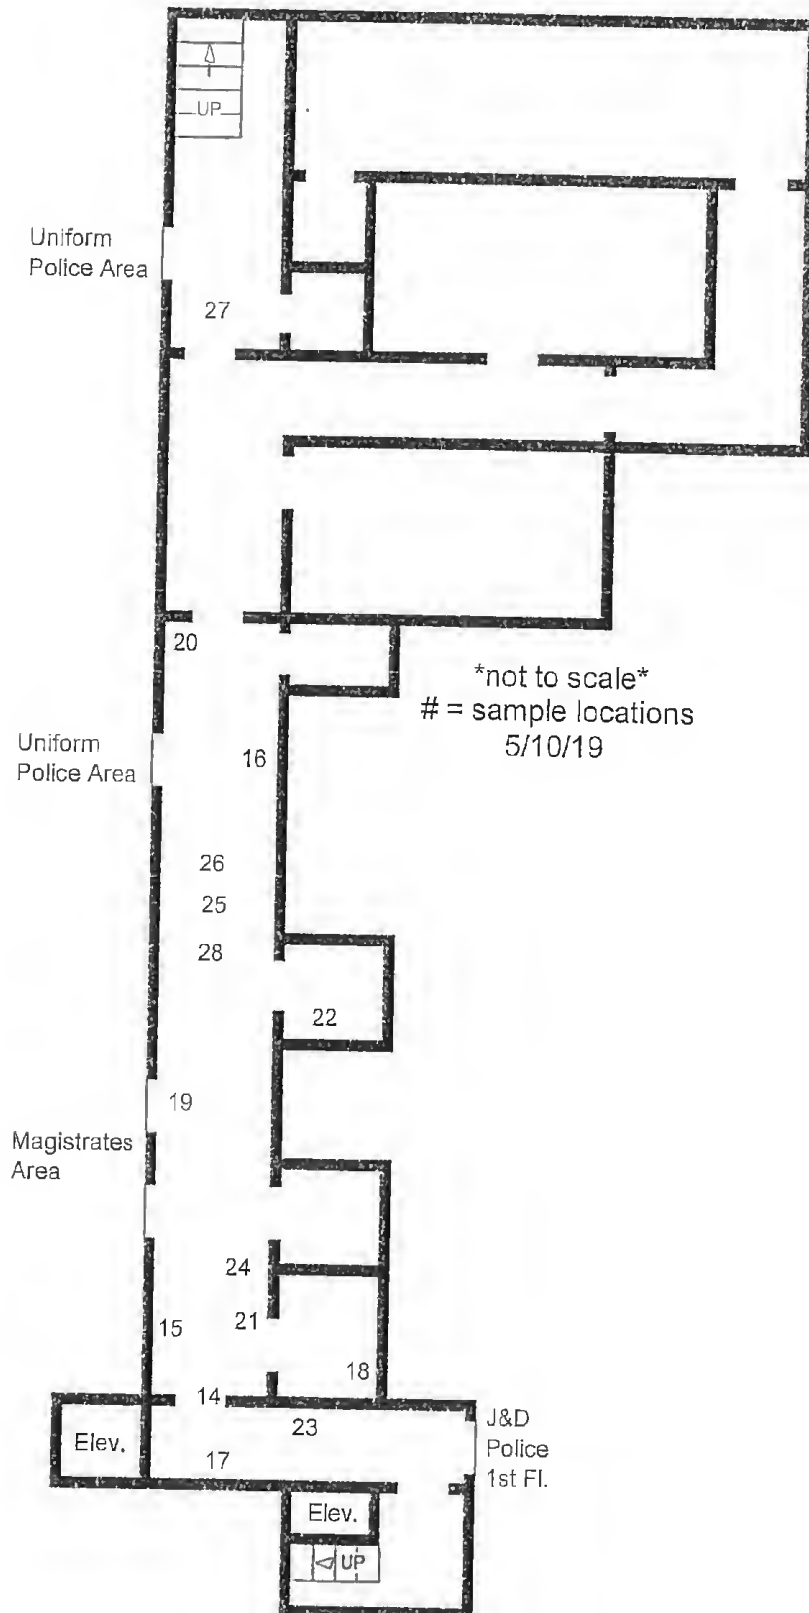 UP
Uniform
Police Area
27
20
*not to scale*
# = sample locations
5/10/19
Uniform
Police Area
16
26
25
28
22
19
Magistrates
Area
24
15
21
18
14
23
J&D
Police
1st Fl.
Elev.
17
Elev.
UP